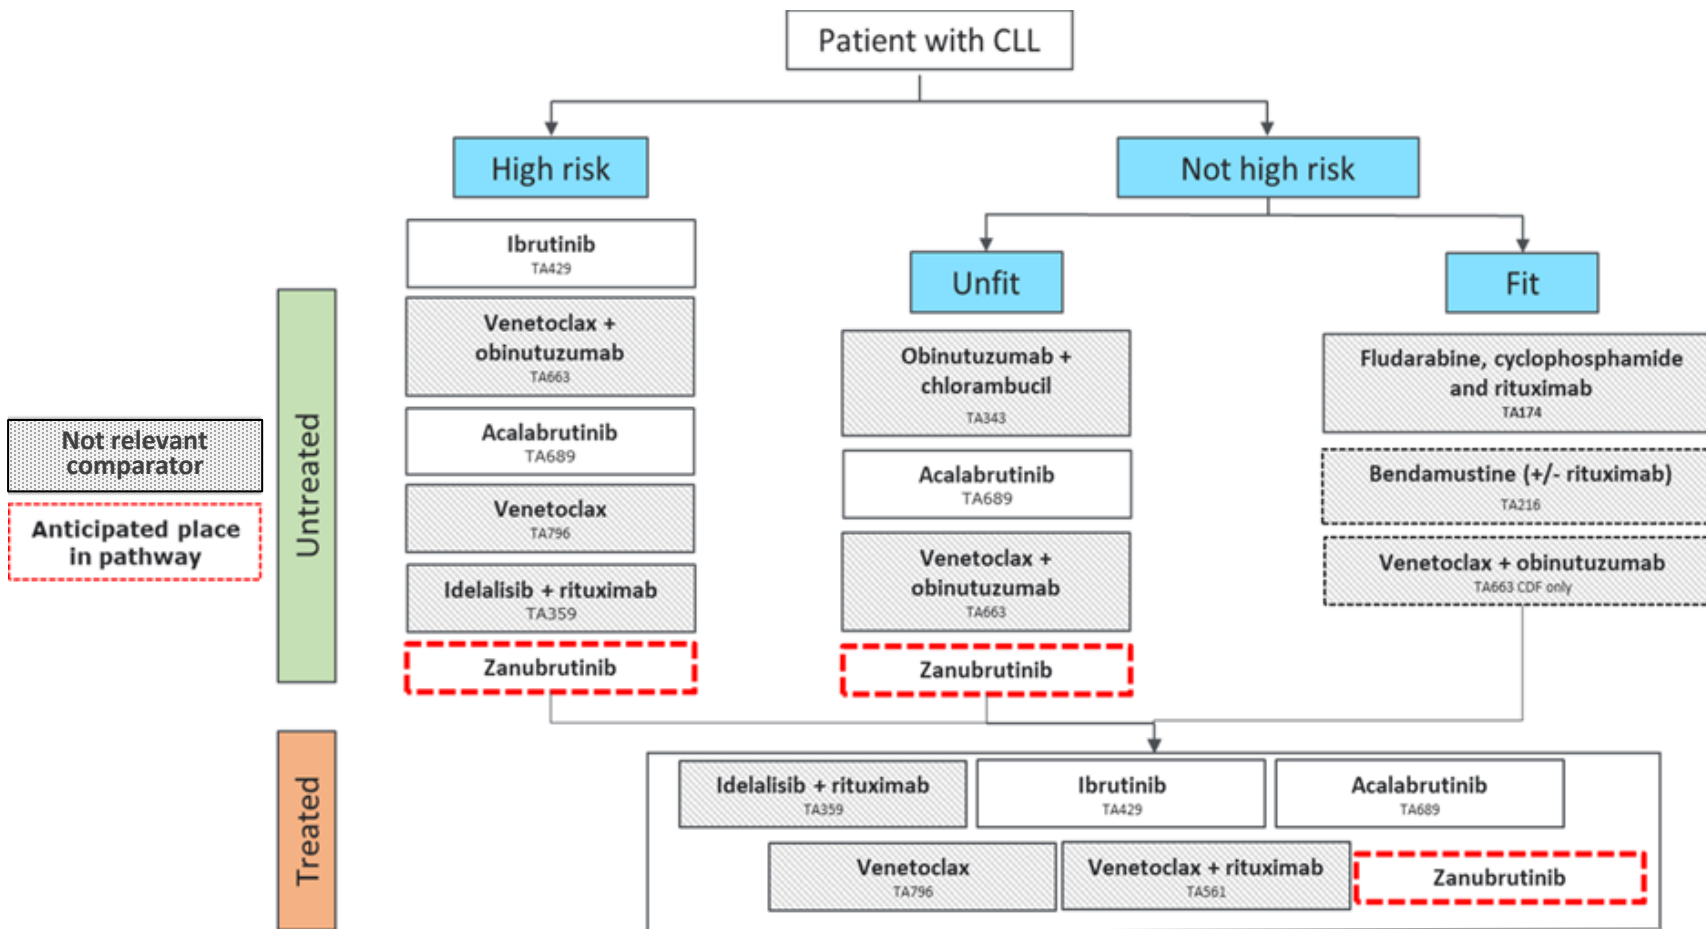 Patient with CLL
High risk
Not high risk
Unfit
Fit
Not relevant
comparator
Anticipated place
in pathway
Untreated
Ibrutinib
TA429
Venetoclax +
obinutuzumab
TA663
Acalabrutinib
TA689
Venetoclax
TA796
Idelalisib + rituximab
TA359
Zanubrutinib
Obinutuzumab +
chlorambucil
TA343
Acalabrutinib
TA689
Venetoclax +
obinutuzumab
TA663
Zanubrutinib
Fludarabine, cyclophosphamide
and rituximab
TA174
Bendamustine (+/- rituximab)
TA216
Venetoclax + obinutuzumab
TA663 CDF only
Treated
Idelalisib + rituximab
TA359
Ibrutinib
TA429
Acalabrutinib
TA689
Venetoclax
TA796
Venetoclax + rituximab
TA561
Zanubrutinib